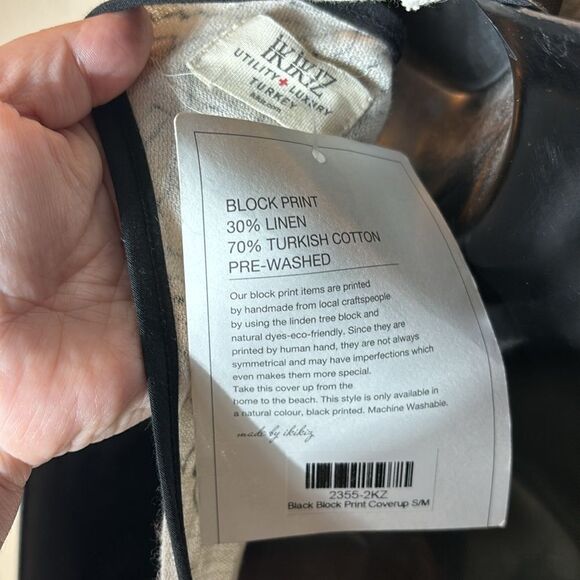 IKIKIZ
UTILITY + LUXURY
TURKEY
BLOCK PRINT
30% LINEN
70% TURKISH COTTON
PRE-WASHED
Our block print items are printed
by handmade from local craftspeople
by using the linden tree block and
natural dyes-eco-friendly. Since they are
printed by human hand, they are not always
symmetrical and may have imperfections which
even makes them more special.
Take this cover up from the
home to the beach. This style is only available in
a natural colour, black printed. Machine Washable.
made by ikikiz
2355-2KZ
Black Block Print Coverup S/M